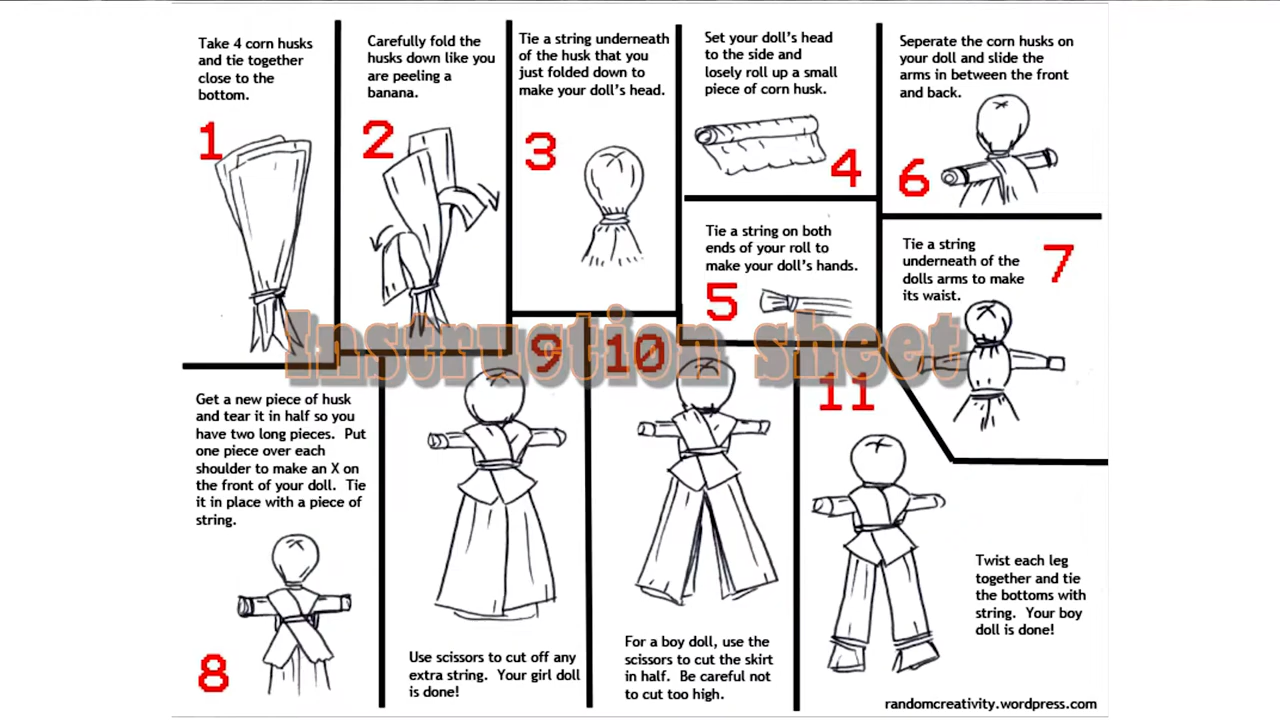 Take 4 corn husks
and tie together
close to the
bottom.
1
Carefully fold the
husks down like you
are peeling a
banana.
2
Tie a string underneath
of the husk that you
just folded down to
make your doll's head.
3
Set your doll's head
to the side and
losely roll up a small
piece of corn husk.
4
Tie a string on both
ends of your roll to
make your doll's hands.
5
Seperate the corn husks on
your doll and slide the
arms in between the front
and back.
6
Tie a string
underneath of the
dolls arms to make
its waist.
7
Instruction sheet
Get a new piece of husk
and tear it in half so you
have two long pieces. Put
one piece over each
shoulder to make an X on
the front of your doll. Tie
it in place with a piece of
string.
8
9
Use scissors to cut off any
extra string. Your girl doll
is done!
10
For a boy doll, use the
scissors to cut the skirt
in half. Be careful not
to cut too high.
11
Twist each leg
together and tie
the bottoms with
string. Your boy
doll is done!
randomcreativity.wordpress.com